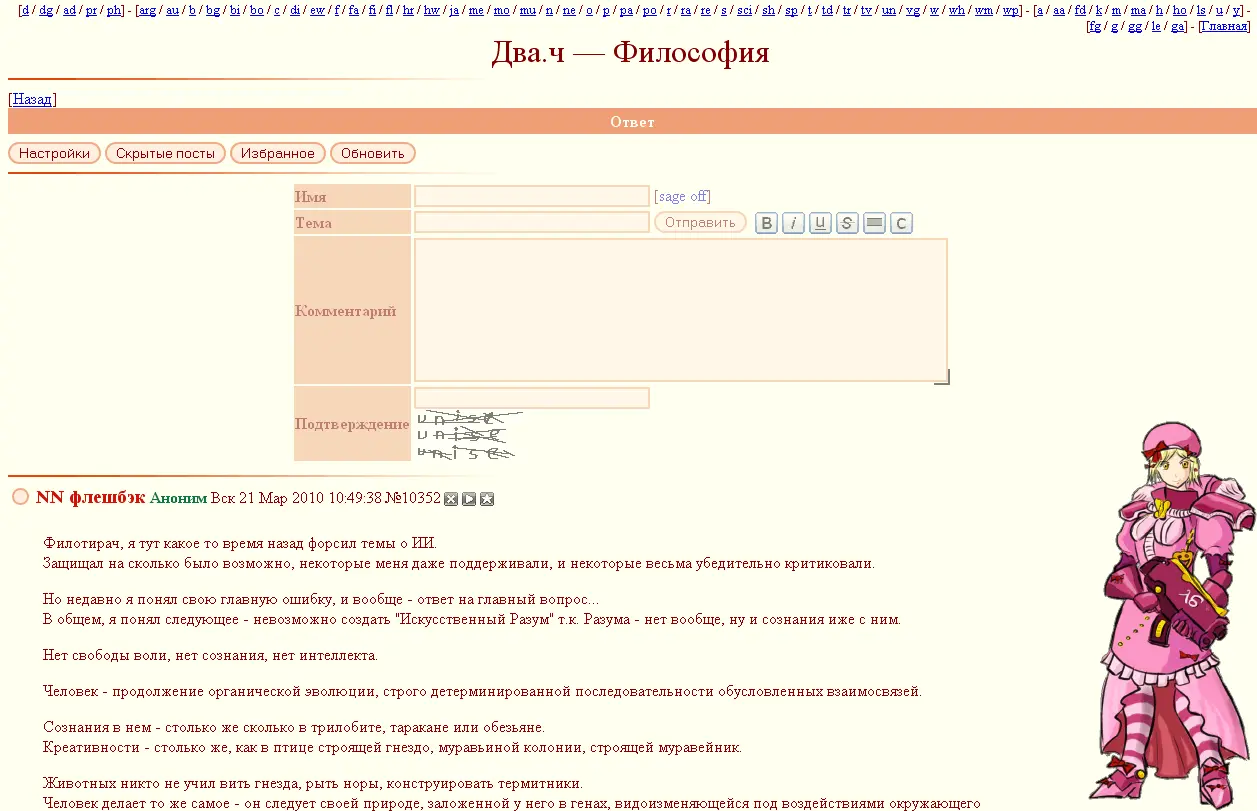 [d / dg / ad / pr / ph] - [arg / au / b / bg / bi / bo / c / di / ew / f / fa / fi / fl / hr / hw / ja / me / mo / mu / n / ne / o / p / pa / po / r / ra / re / s / sci / sh / sp / t / td / tr / tv / un / vg / w / wh / wm / wp] - [a / aa / fd / k / m / ma / h / ho / ls / u / y] -
[fg / g / gg / le / ga] - [Главная]
Два.ч — Философия
[Назад]
Ответ
Настройки Скрытые посты Избранное Обновить
Имя [sage off]
Тема Отправить B i U S C
Комментарий
Подтверждение
unise
unise
unise
NN флешбэк Аноним Вск 21 Мар 2010 10:49:38 №10352
Филотирач, я тут какое то время назад форсил темы о ИИ.
Защищал на сколько было возможно, некоторые меня даже поддерживали, и некоторые весьма убедительно критиковали.
Но недавно я понял свою главную ошибку, и вообще - ответ на главный вопрос...
В общем, я понял следующее - невозможно создать "Искусственный Разум" т.к. Разума - нет вообще, ну и сознания иже с ним.
Нет свободы воли, нет сознания, нет интеллекта.
Человек - продолжение органической эволюции, строго детерминированной последовательности обусловленных взаимосвязей.
Сознания в нем - столько же сколько в трилобите, таракане или обезьяне.
Креативности - столько же, как в птице строящей гнездо, муравьиной колонии, строящей муравейник.
Животных никто не учил вить гнезда, рыть норы, конструировать термитники.
Человек делает то же самое - он следует своей природе, заложенной у него в генах, видоизменяющейся под воздействиями окружающего